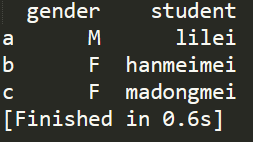 gender student
a M lilei
b F hanmeimei
c F madongmei
[Finished in 0.6s]